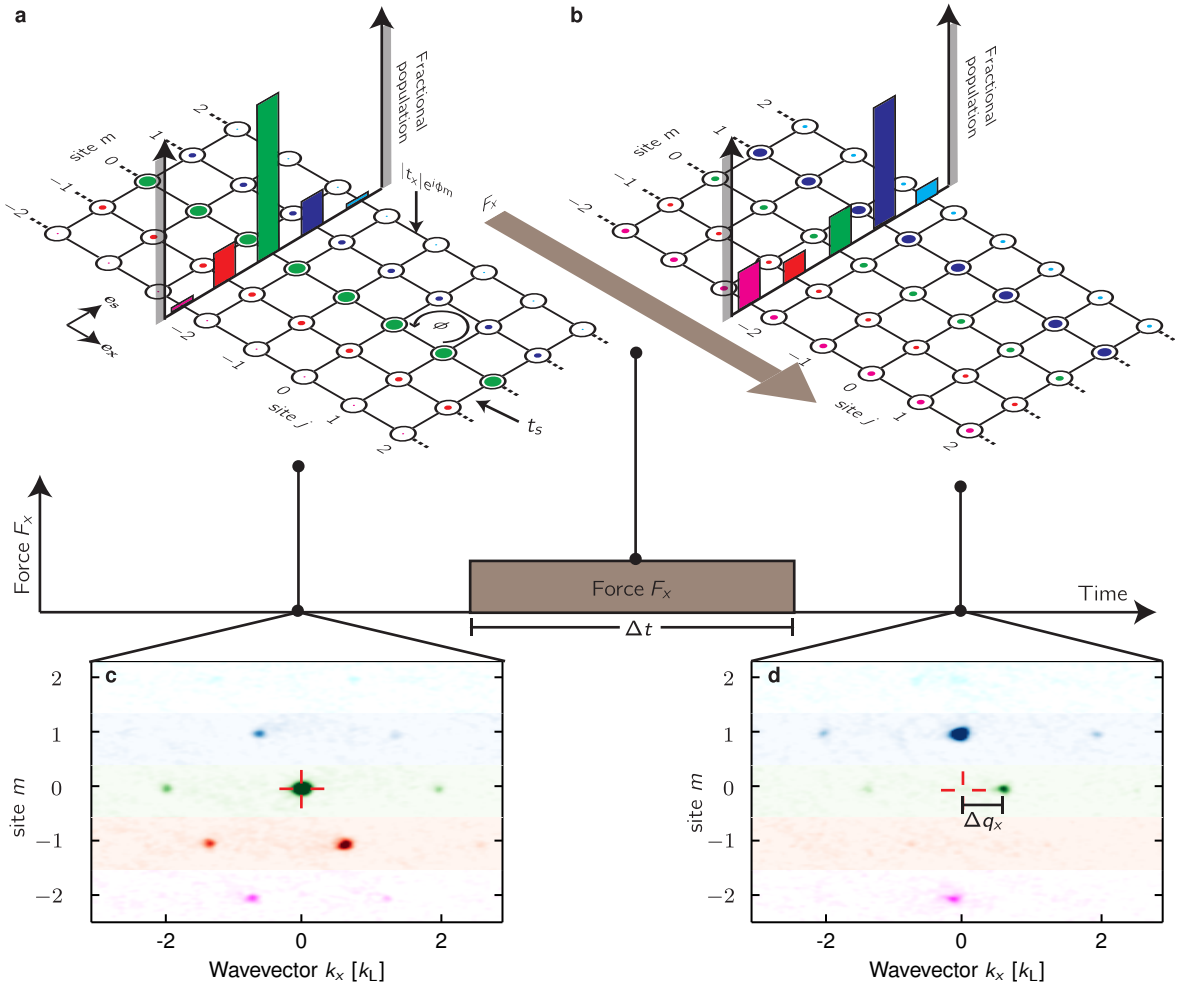 a
b
Fractional
population
Fractional
population
site m
2
1
0
−1
−2
|tₓ|e^iϕm
Fₓ
site m
2
1
0
−1
−2
eₛ
eₓ
ϕ
−2
−1
0
1
2
site j
tₛ
−2
−1
0
1
2
site j
Force Fₓ
Force Fₓ
Time
Δt
c
2
1
0
−1
−2
site m
-2
0
2
Wavevector kₓ [k_L]
d
2
1
0
−1
−2
site m
Δqₓ
-2
0
2
Wavevector kₓ [k_L]